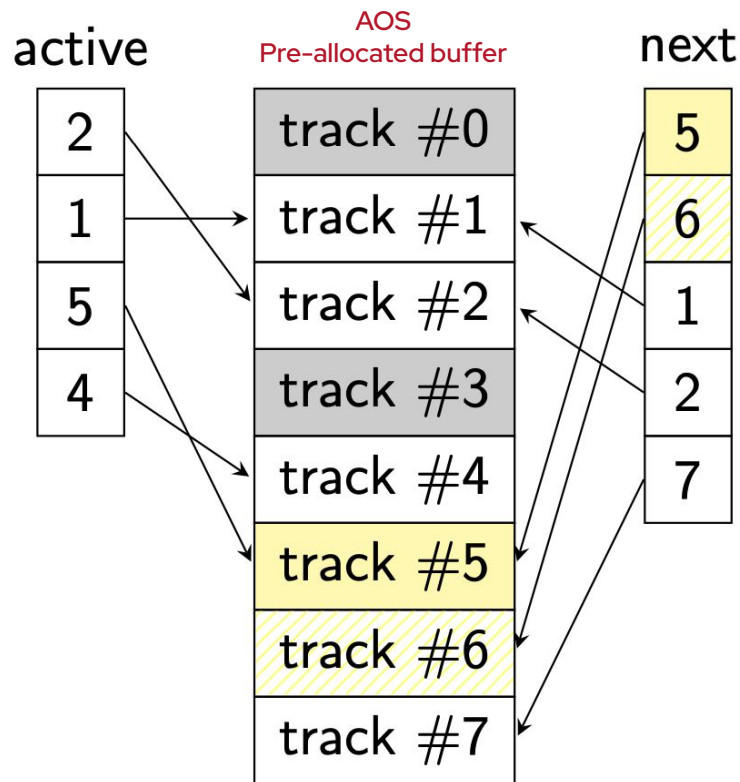 AOS
Pre-allocated buffer
active
next
2
1
5
4
track #0
track #1
track #2
track #3
track #4
track #5
track #6
track #7
5
6
1
2
7